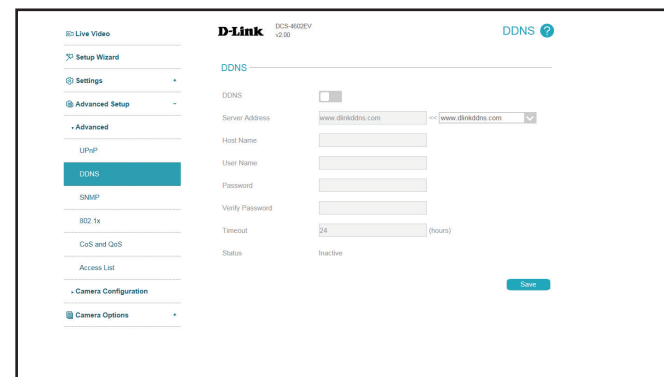 Live Video
Setup Wizard
Settings +
Advanced Setup -
Advanced
UPnP
DDNS
SNMP
802.1x
CoS and QoS
Access List
Camera Configuration
Camera Options +
D-Link DCS-4602EV
v2.00
DDNS ?
DDNS
DDNS
Server Address www.dlinkddns.com << www.dlinkddns.com
Host Name
User Name
Password
Verify Password
Timeout 24 (hours)
Status Inactive
Save